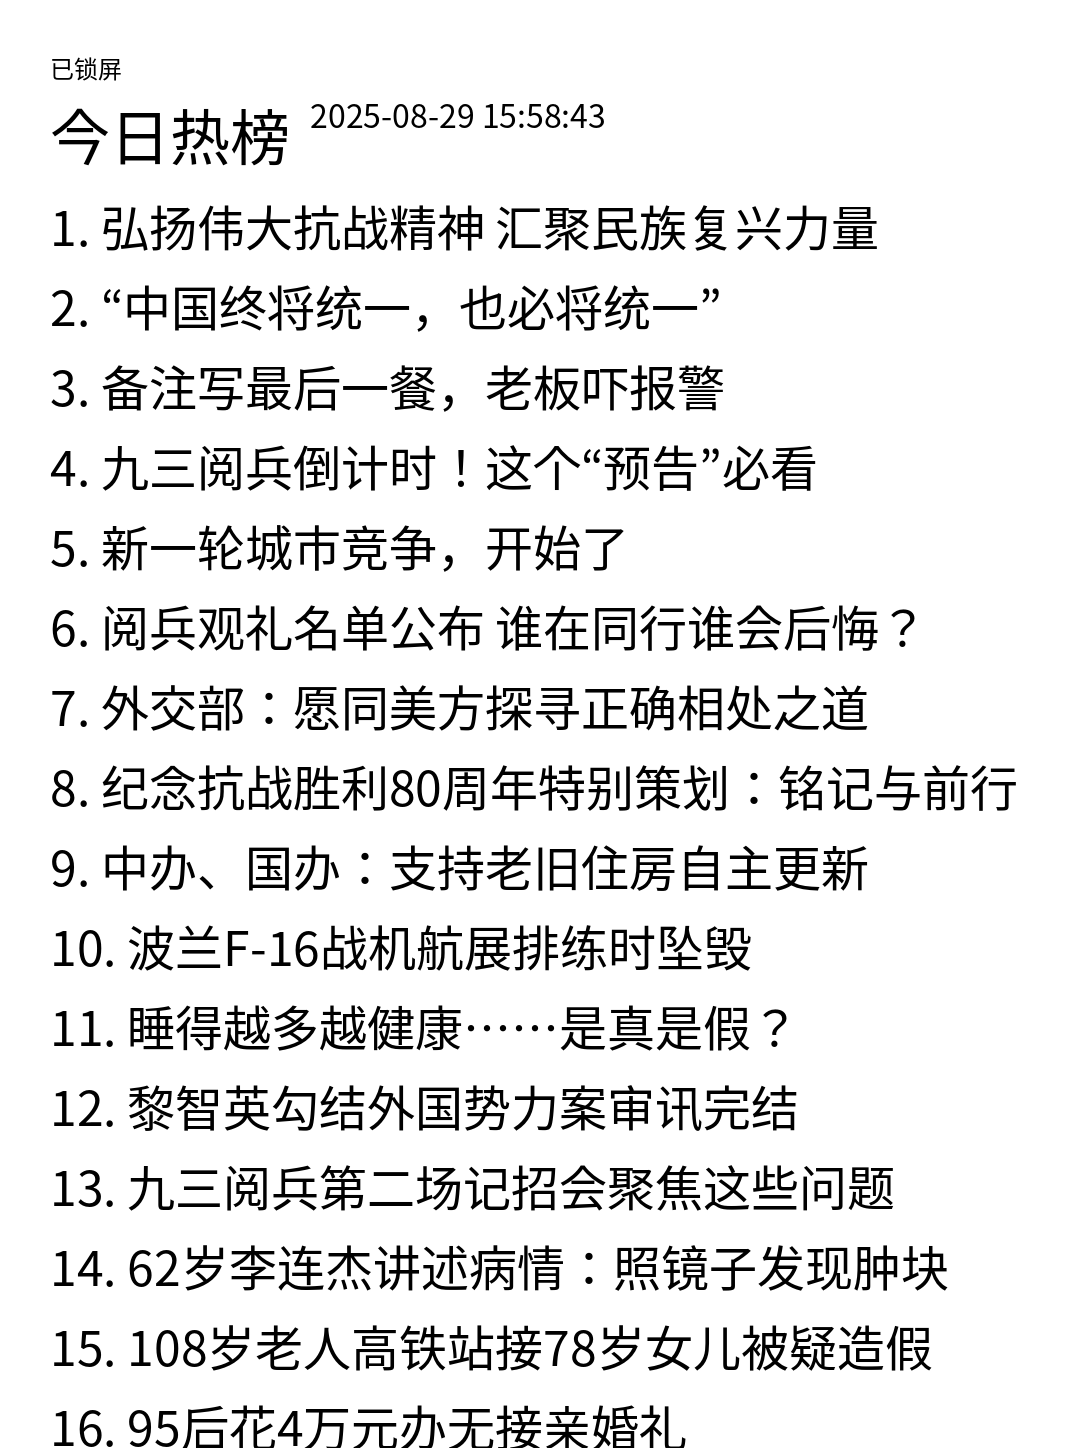 已锁屏
今日热榜 2025-08-29 15:58:43
1. 弘扬伟大抗战精神 汇聚民族复兴力量
2. “中国终将统一，也必将统一”
3. 备注写最后一餐，老板吓报警
4. 九三阅兵倒计时！这个“预告”必看
5. 新一轮城市竞争，开始了
6. 阅兵观礼名单公布 谁在同行谁会后悔？
7. 外交部：愿同美方探寻正确相处之道
8. 纪念抗战胜利80周年特别策划：铭记与前行
9. 中办、国办：支持老旧住房自主更新
10. 波兰F-16战机航展排练时坠毁
11. 睡得越多越健康……是真是假？
12. 黎智英勾结外国势力案审讯完结
13. 九三阅兵第二场记招会聚焦这些问题
14. 62岁李连杰讲述病情：照镜子发现肿块
15. 108岁老人高铁站接78岁女儿被疑造假
16. 95后花4万元办无接亲婚礼